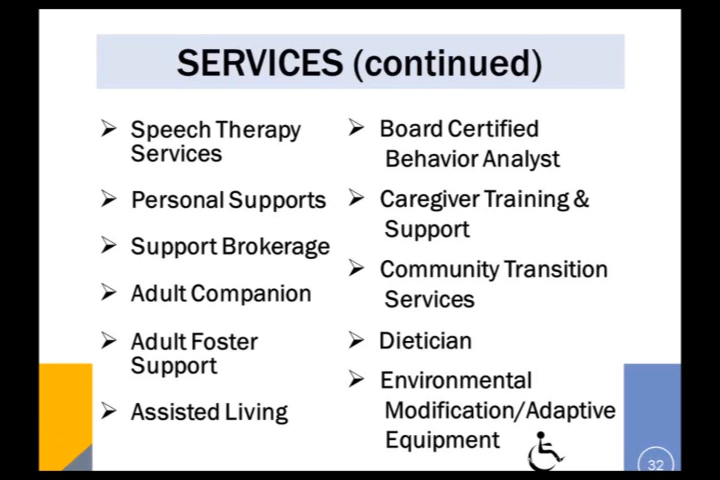 SERVICES (continued)
Speech Therapy
Services
Personal Supports
Support Brokerage
Adult Companion
Adult Foster
Support
Assisted Living
Board Certified
Behavior Analyst
Caregiver Training &
Support
Community Transition
Services
Dietician
Environmental
Modification/Adaptive
Equipment
32